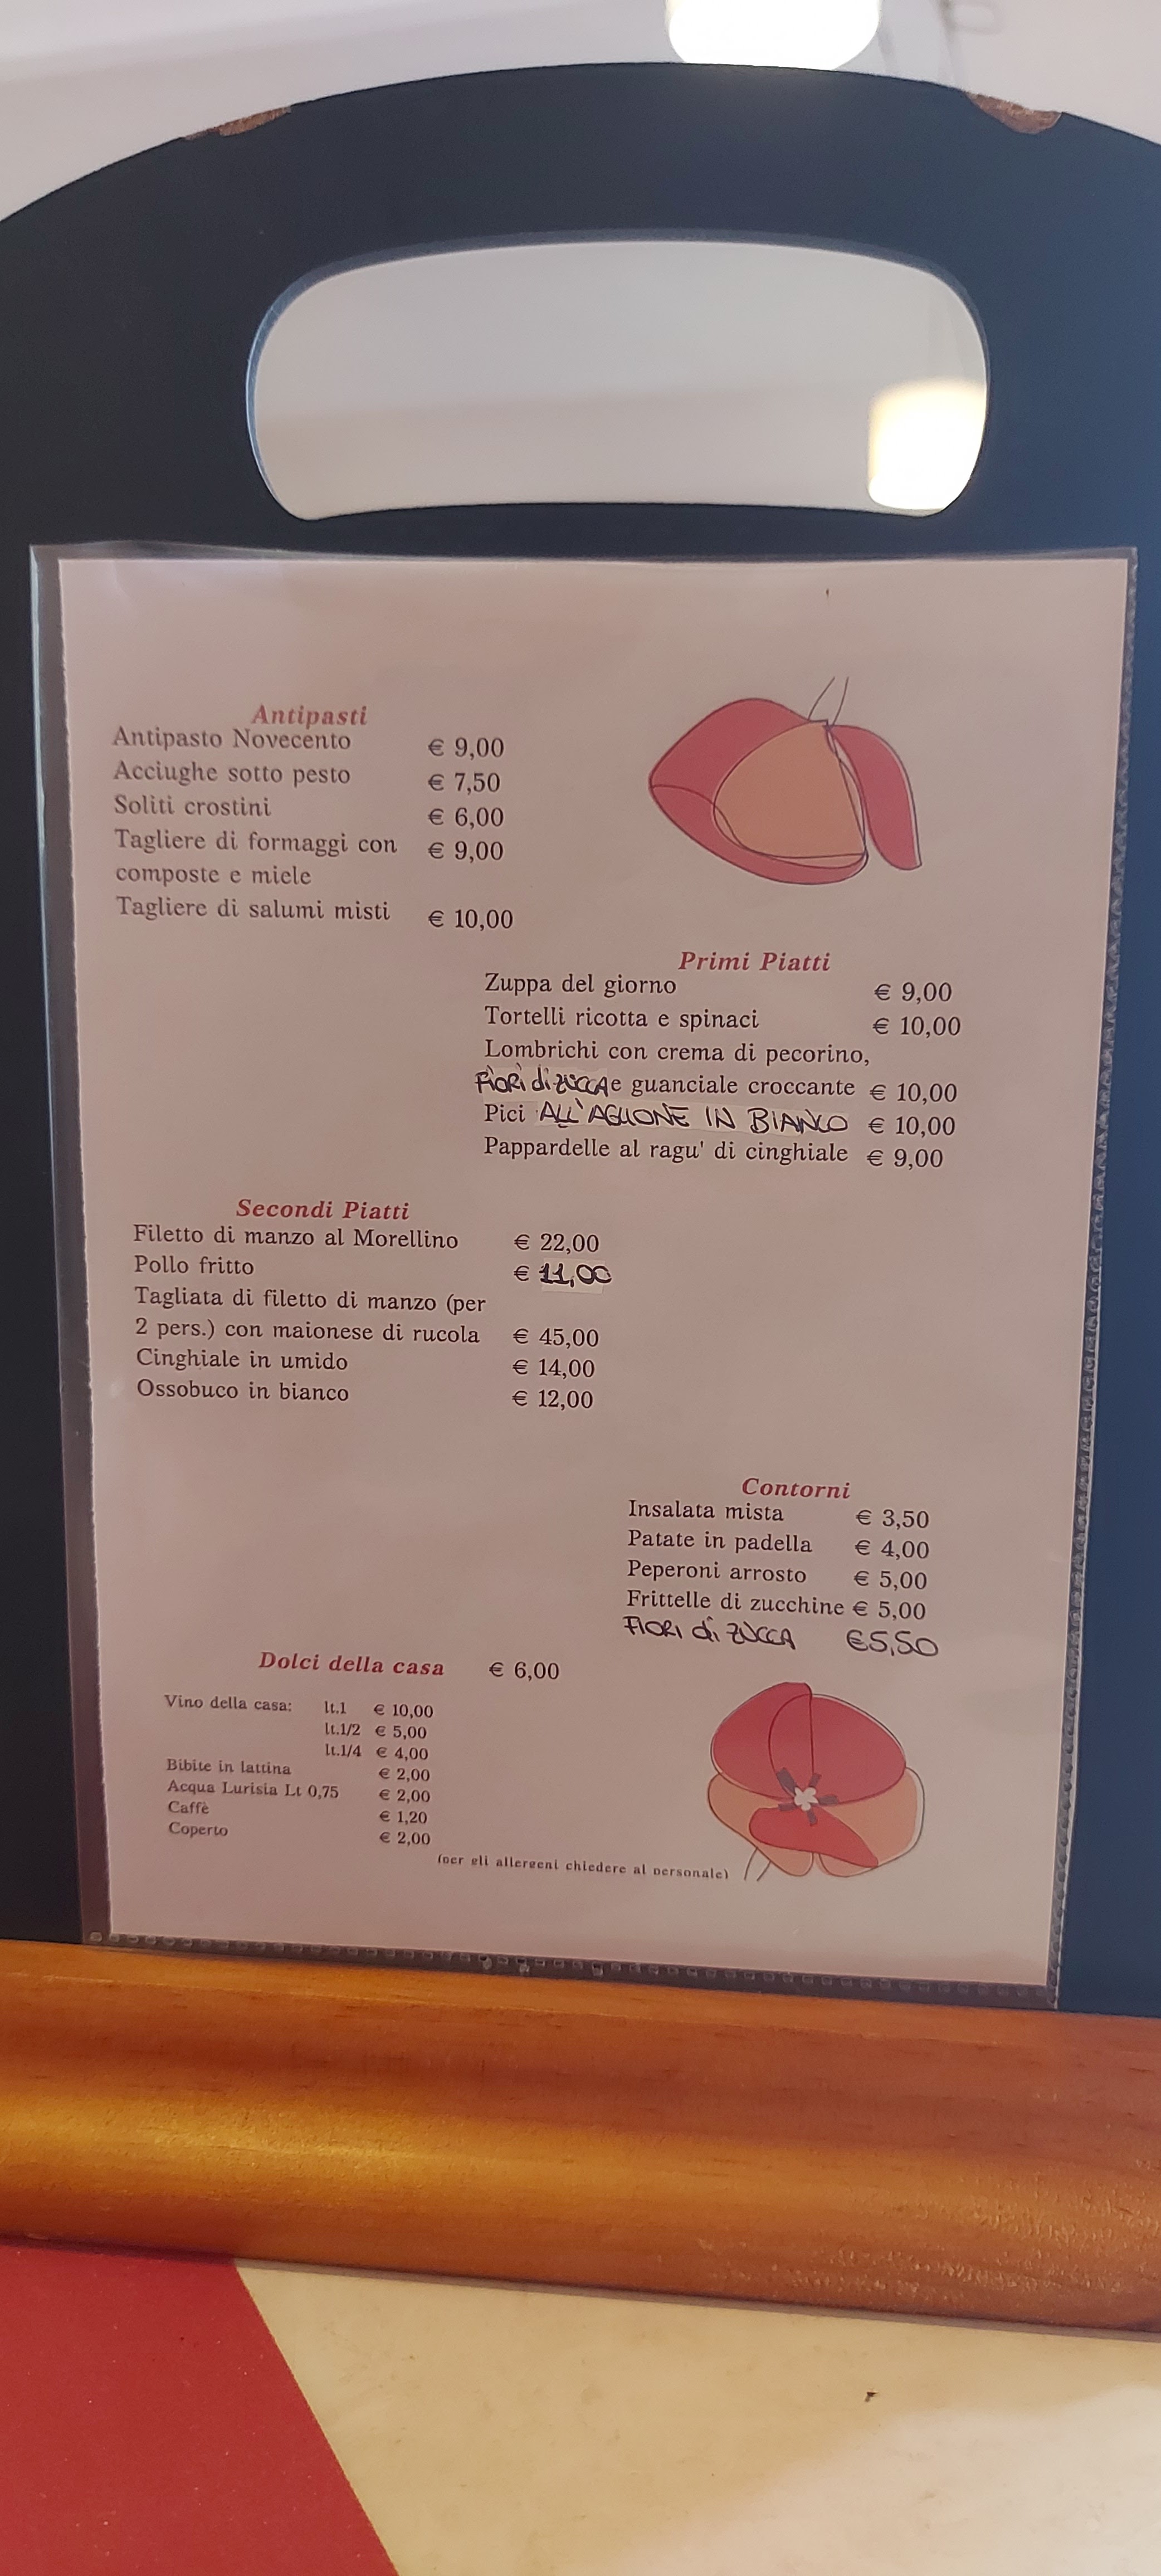 Antipasti
Antipasto Novecento € 9,00
Acciughe sotto pesto € 7,50
Soliti crostini € 6,00
Tagliere di formaggi con € 9,00
composte e miele
Tagliere di salumi misti € 10,00
Primi Piatti
Zuppa del giorno € 9,00
Tortelli ricotta e spinaci € 10,00
Lombrichi con crema di pecorino,
FIORI di ZUCCA e guanciale croccante € 10,00
Pici ALL'AGLIONE IN BIANCO € 10,00
Pappardelle al ragu' di cinghiale € 9,00
Secondi Piatti
Filetto di manzo al Morellino € 22,00
Pollo fritto € 11,00
Tagliata di filetto di manzo (per
2 pers.) con maionese di rucola € 45,00
Cinghiale in umido € 14,00
Ossobuco in bianco € 12,00
Contorni
Insalata mista € 3,50
Patate in padella € 4,00
Peperoni arrosto € 5,00
Frittelle di zucchine € 5,00
FIORI di ZUCCA €5,50
Dolci della casa € 6,00
Vino della casa: lt.1 € 10,00
lt.1/2 € 5,00
lt.1/4 € 4,00
Bibite in lattina € 2,00
Acqua Lurisia Lt 0,75 € 2,00
Caffè € 1,20
Coperto € 2,00
(per gli allergeni chiedere al personale)